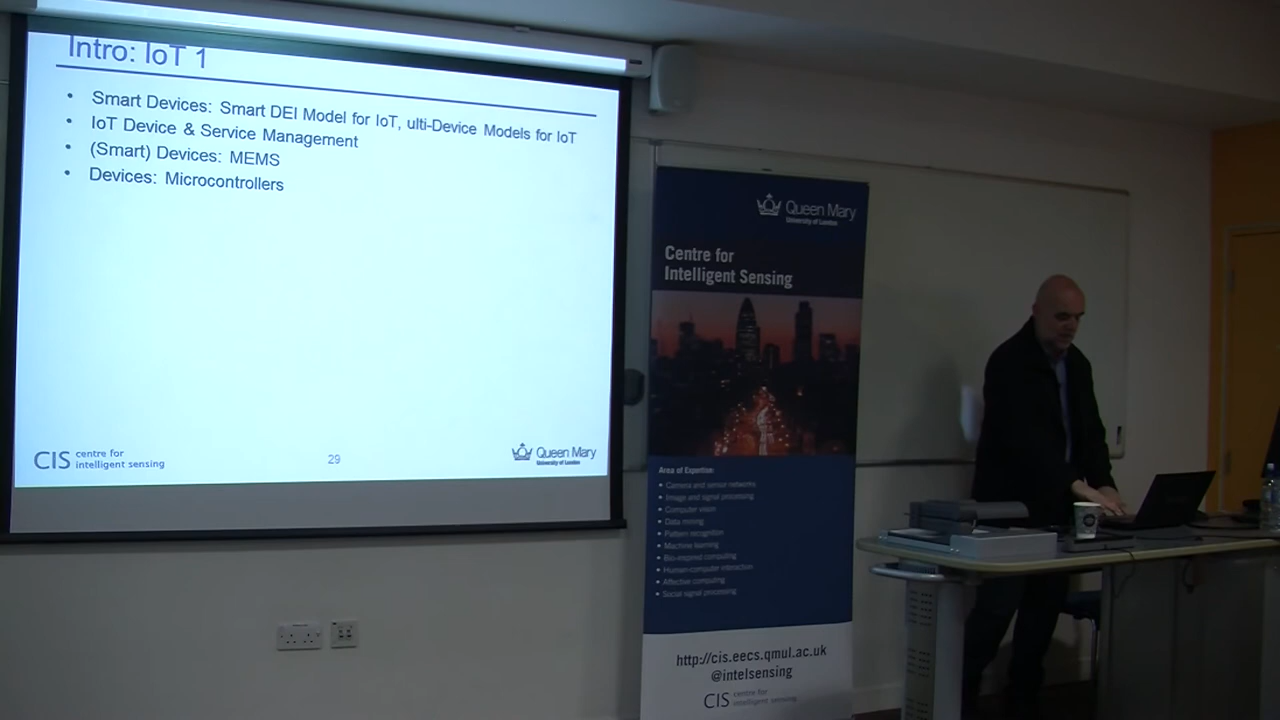 Intro: IoT 1
• Smart Devices: Smart DEI Model for IoT, ulti-Device Models for IoT
• IoT Device & Service Management
• (Smart) Devices: MEMS
• Devices: Microcontrollers
CIS centre for
intelligent sensing
29
Queen Mary
University of London
Queen Mary
University of London
Centre for
Intelligent Sensing
Area of Expertise:
• Camera and sensor networks
• Image and signal processing
• Computer vision
• Data mining
• Pattern recognition
• Machine learning
• Bio-inspired computing
• Human-computer interaction
• Affective computing
• Social signal processing
http://cis.eecs.qmul.ac.uk
@intelsensing
CIS centre for
intelligent sensing